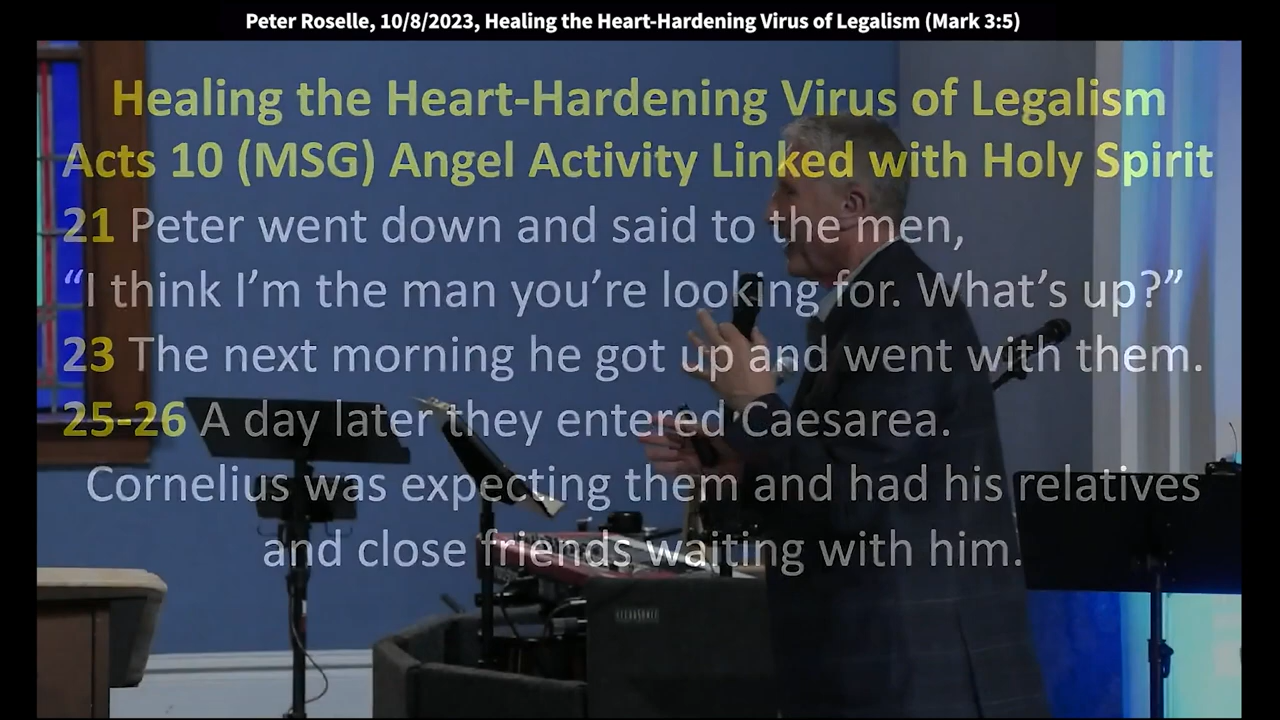 Peter Roselle, 10/8/2023, Healing the Heart-Hardening Virus of Legalism (Mark 3:5)
Healing the Heart-Hardening Virus of Legalism
Acts 10 (MSG) Angel Activity Linked with Holy Spirit
21 Peter went down and said to the men,
“I think I’m the man you’re looking for. What’s up?”
23 The next morning he got up and went with them.
25-26 A day later they entered Caesarea.
Cornelius was expecting them and had his relatives
and close friends waiting with him.